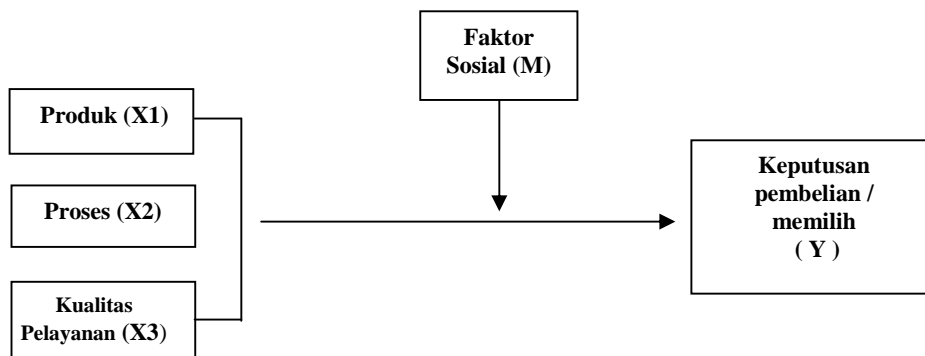 Faktor
Sosial (M)
Produk (X1)
Proses (X2)
Kualitas
Pelayanan (X3)
Keputusan
pembelian /
memilih
( Y )